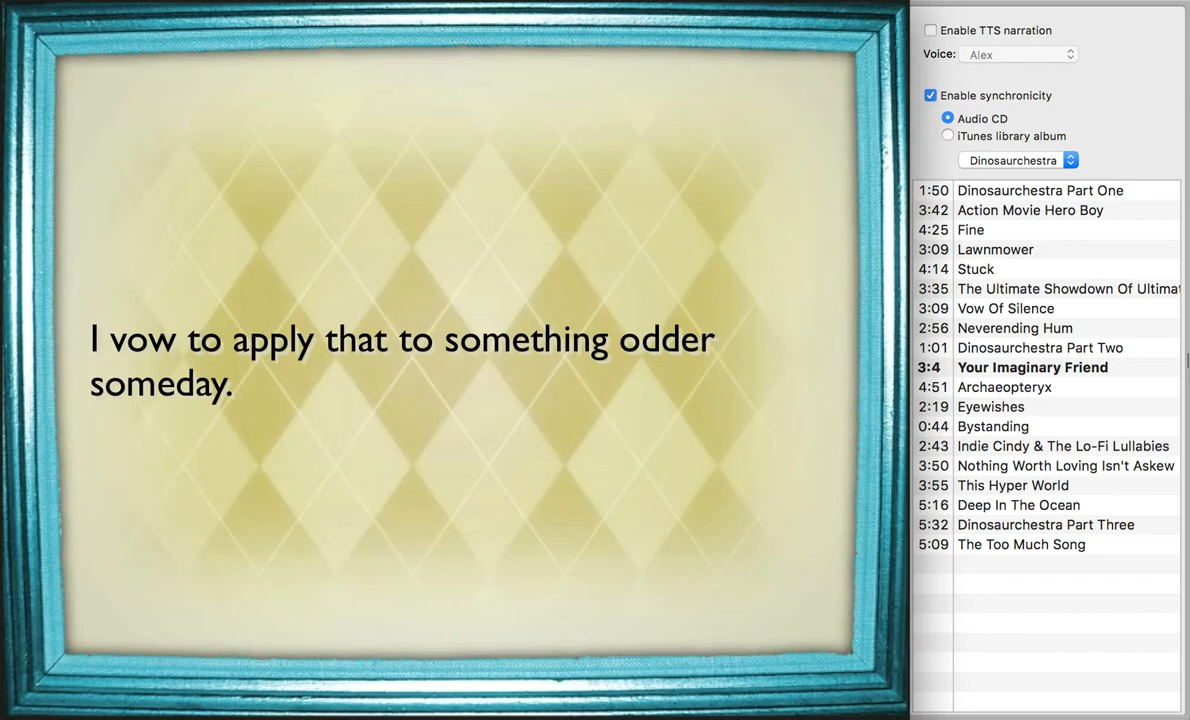 I vow to apply that to something odder
someday.
Enable TTS narration
Voice: Alex
Enable synchronicity
Audio CD
iTunes library album
Dinosaurchestra
1:50 Dinosaurchestra Part One
3:42 Action Movie Hero Boy
4:25 Fine
3:09 Lawnmower
4:14 Stuck
3:35 The Ultimate Showdown Of Ultimat
3:09 Vow Of Silence
2:56 Neverending Hum
1:01 Dinosaurchestra Part Two
3:4 Your Imaginary Friend
4:51 Archaeopteryx
2:19 Eyewishes
0:44 Bystanding
2:43 Indie Cindy & The Lo-Fi Lullabies
3:50 Nothing Worth Loving Isn't Askew
3:55 This Hyper World
5:16 Deep In The Ocean
5:32 Dinosaurchestra Part Three
5:09 The Too Much Song